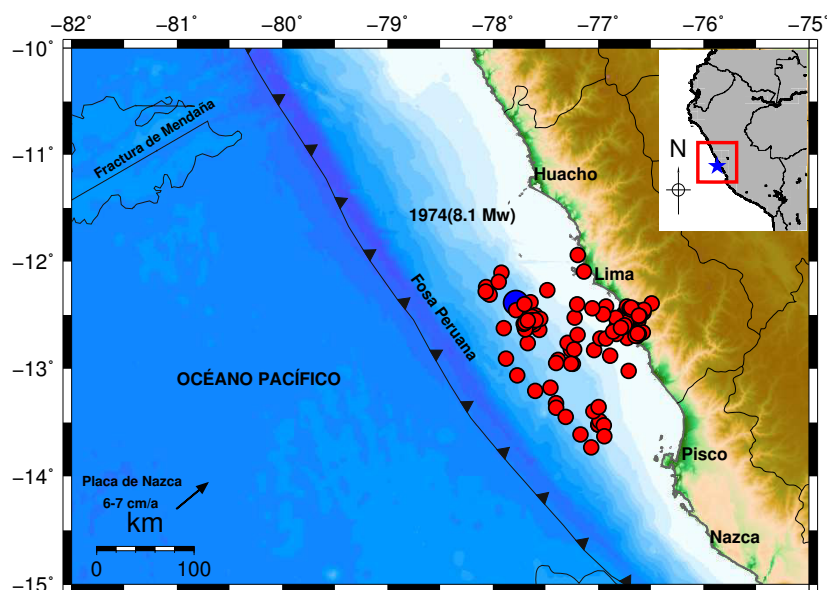 −82˚ −81˚ −80˚ −79˚ −78˚ −77˚ −76˚ −75˚
−10˚
−11˚
−12˚
−13˚
−14˚
−15˚
Fractura de Mendaña
N
Huacho
1974(8.1 Mw)
Lima
Fosa Peruana
OCÉANO PACÍFICO
Pisco
Placa de Nazca
6-7 cm/a
km
0 100
Nazca